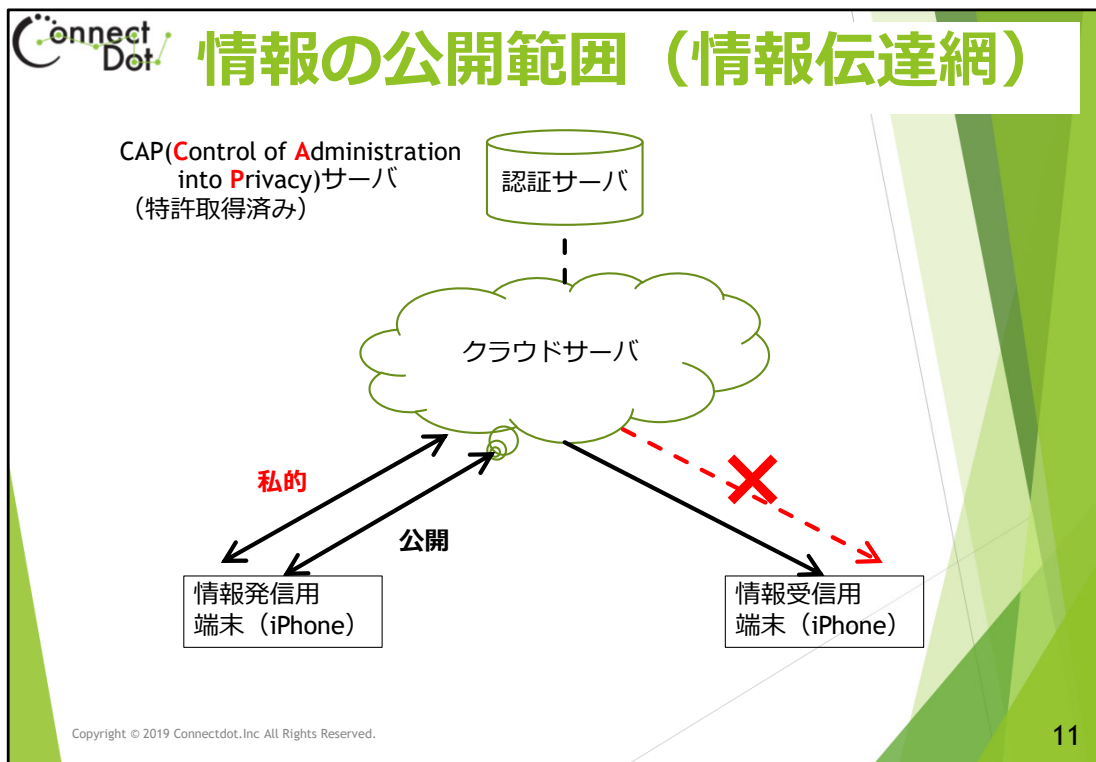 Connect
Dot
情報の公開範囲（情報伝達網）
CAP(Control of Administration
into Privacy)サーバ
（特許取得済み）
認証サーバ
クラウドサーバ
私的
公開
情報発信用
端末（iPhone）
情報受信用
端末（iPhone）
Copyright © 2019 Connectdot.Inc All Rights Reserved.
11